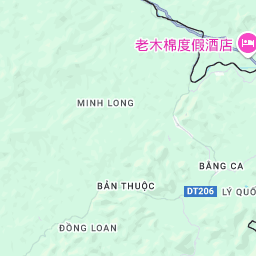 老木棉度假酒店
MINH LONG
BẰNG CA
BẢN THUỘC
DT206
LÝ QUỐ
ĐỒNG LOAN